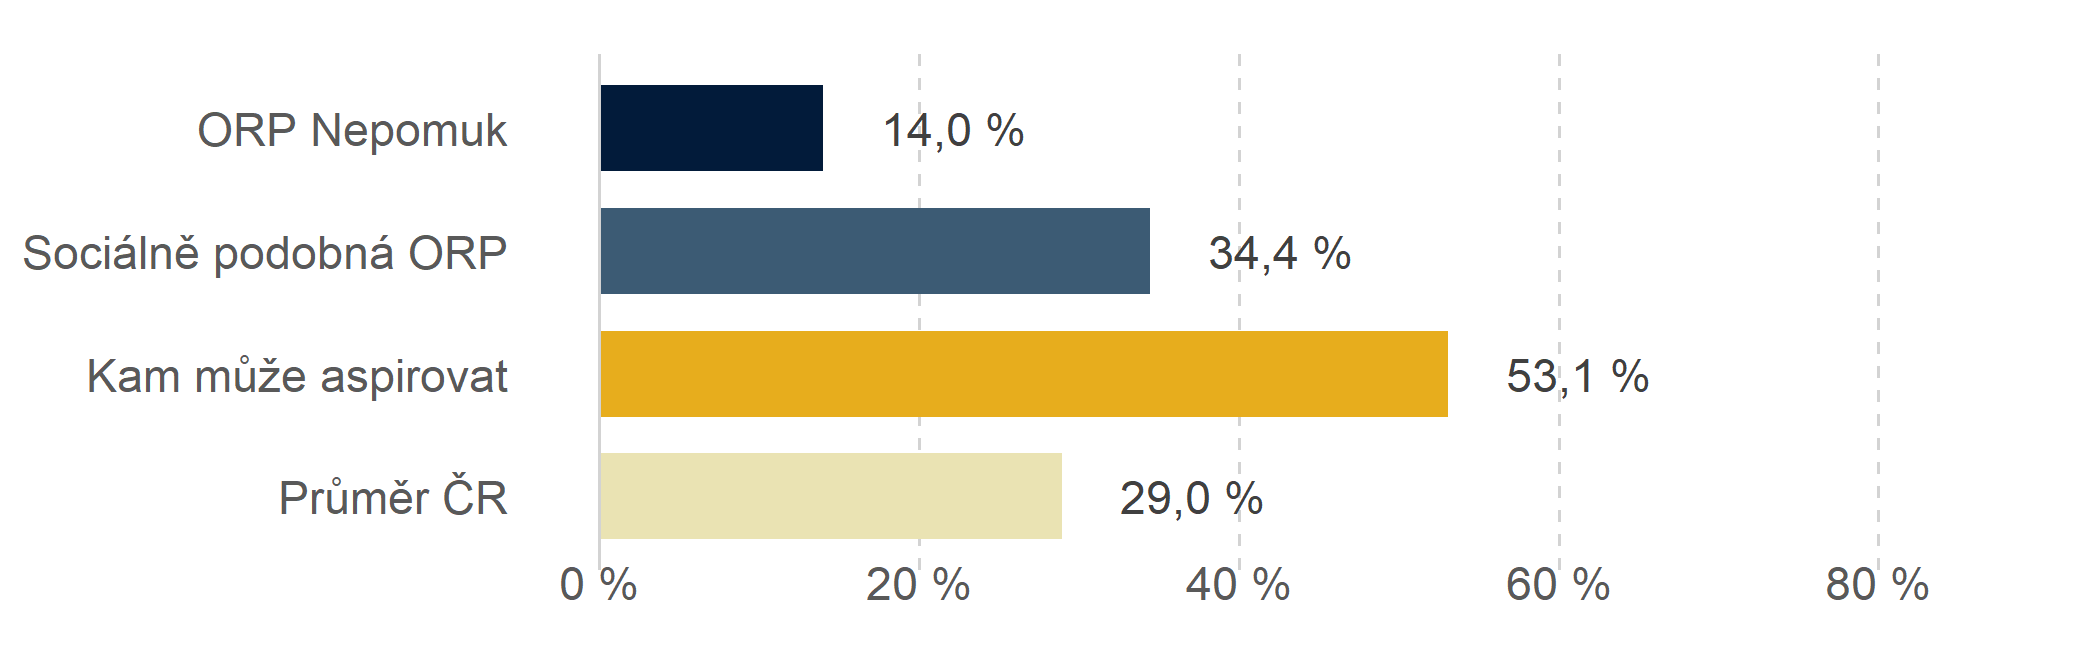 ORP Nepomuk 14,0 %
Sociálně podobná ORP 34,4 %
Kam může aspirovat 53,1 %
Průměr ČR 29,0 %
0 % 20 % 40 % 60 % 80 %